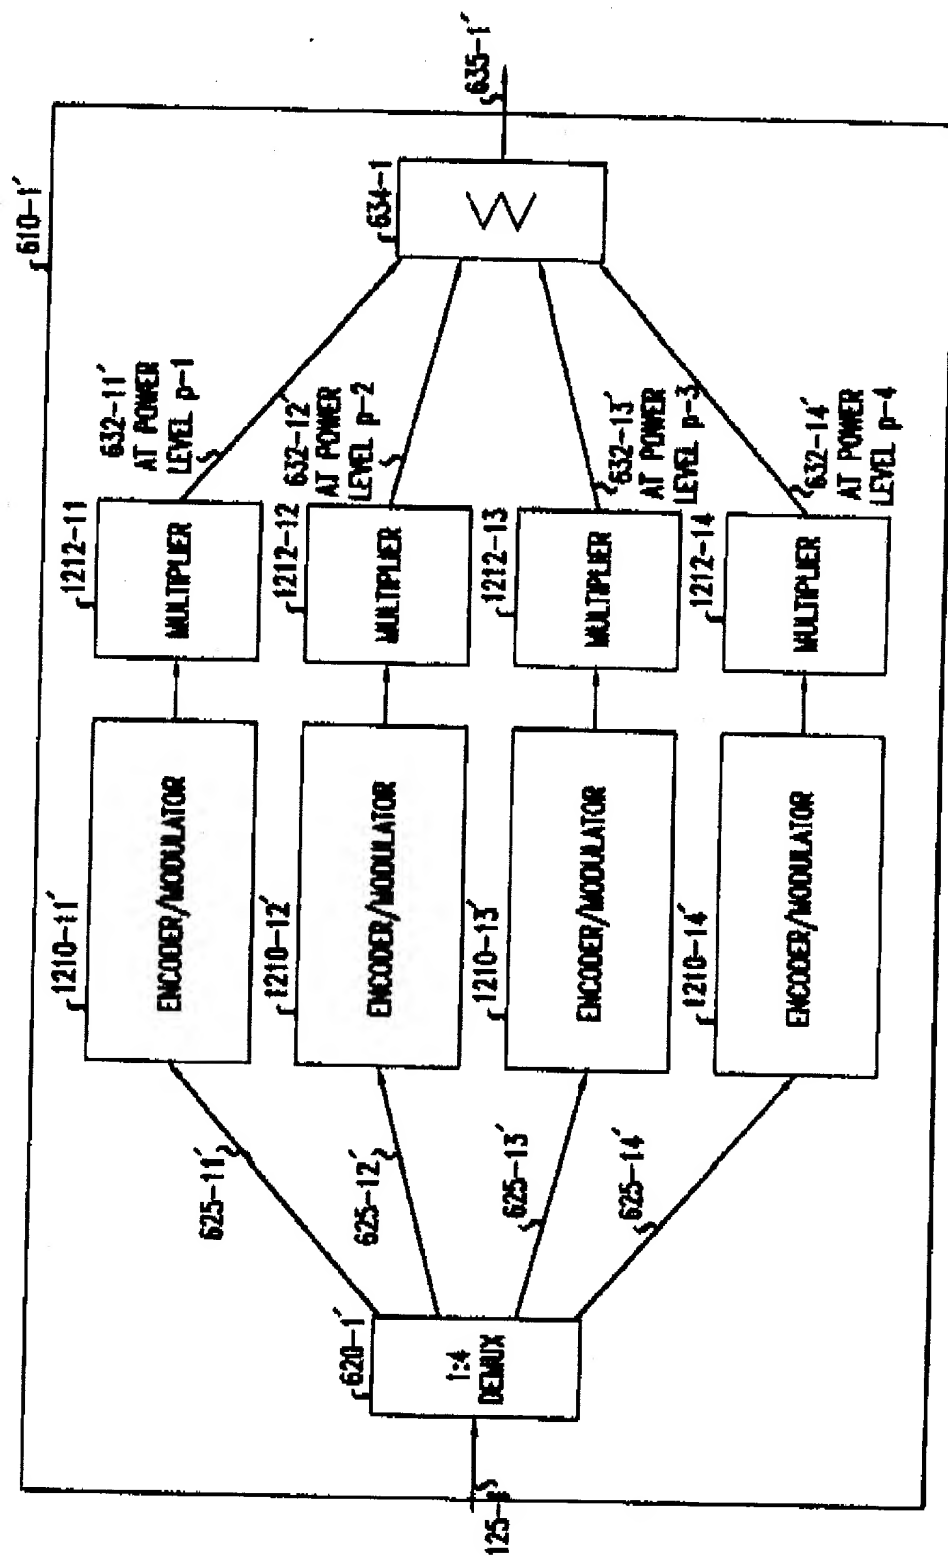 610-1′
125-1
620-1′
1:4
DEMUX
625-11′
625-12′
625-13′
625-14′
1210-11′
ENCODER/MODULATOR
1210-12′
ENCODER/MODULATOR
1210-13′
ENCODER/MODULATOR
1210-14′
ENCODER/MODULATOR
1212-11
MULTIPLIER
1212-12
MULTIPLIER
1212-13
MULTIPLIER
1212-14
MULTIPLIER
632-11′
AT POWER
LEVEL p-1
632-12′
AT POWER
LEVEL p-2
632-13′
AT POWER
LEVEL p-3
632-14′
AT POWER
LEVEL p-4
634-1
Σ
635-1′